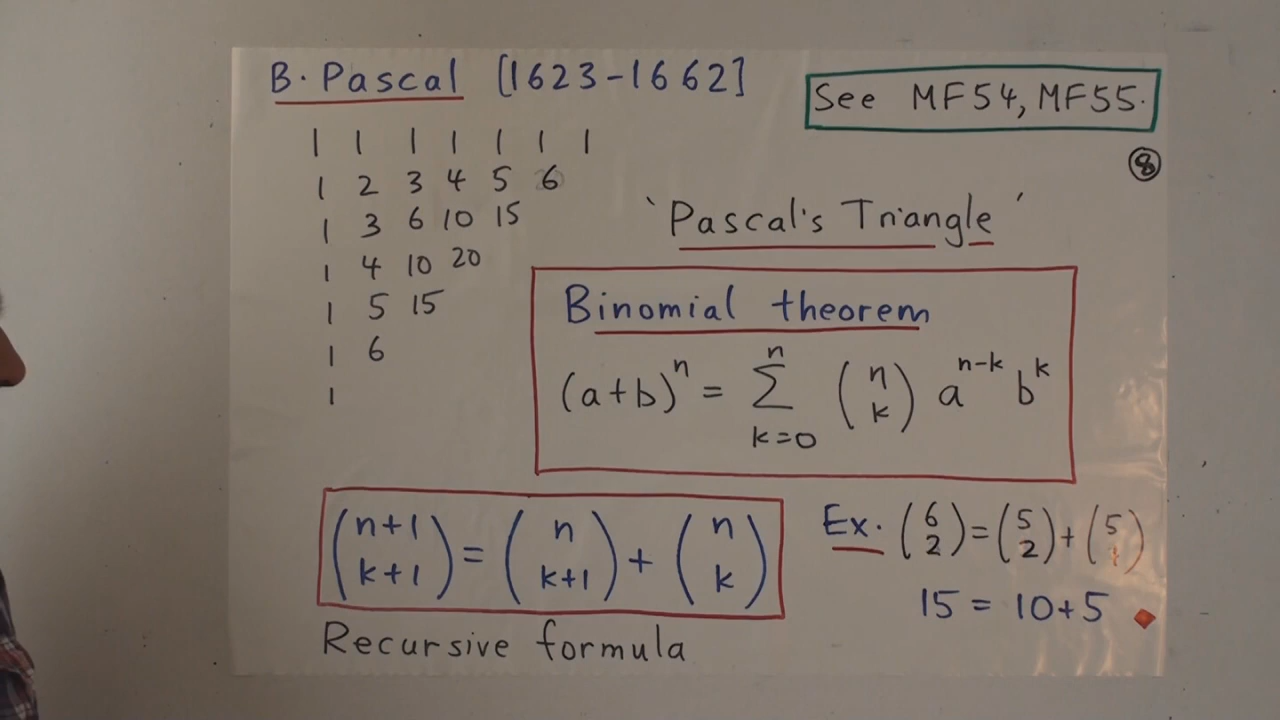 B. Pascal [1623-1662]
See MF54, MF55.
8
1 1 1 1 1 1 1
1 2 3 4 5 6
1 3 6 10 15
1 4 10 20
1 5 15
1 6
1
'Pascal's Triangle'
Binomial theorem
(a+b)^n = ∑_{k=0}^{n} (n k) a^{n-k} b^k
(n+1 k+1) = (n k+1) + (n k)
Recursive formula
Ex. (6 2) = (5 2) + (5 1)
15 = 10+5